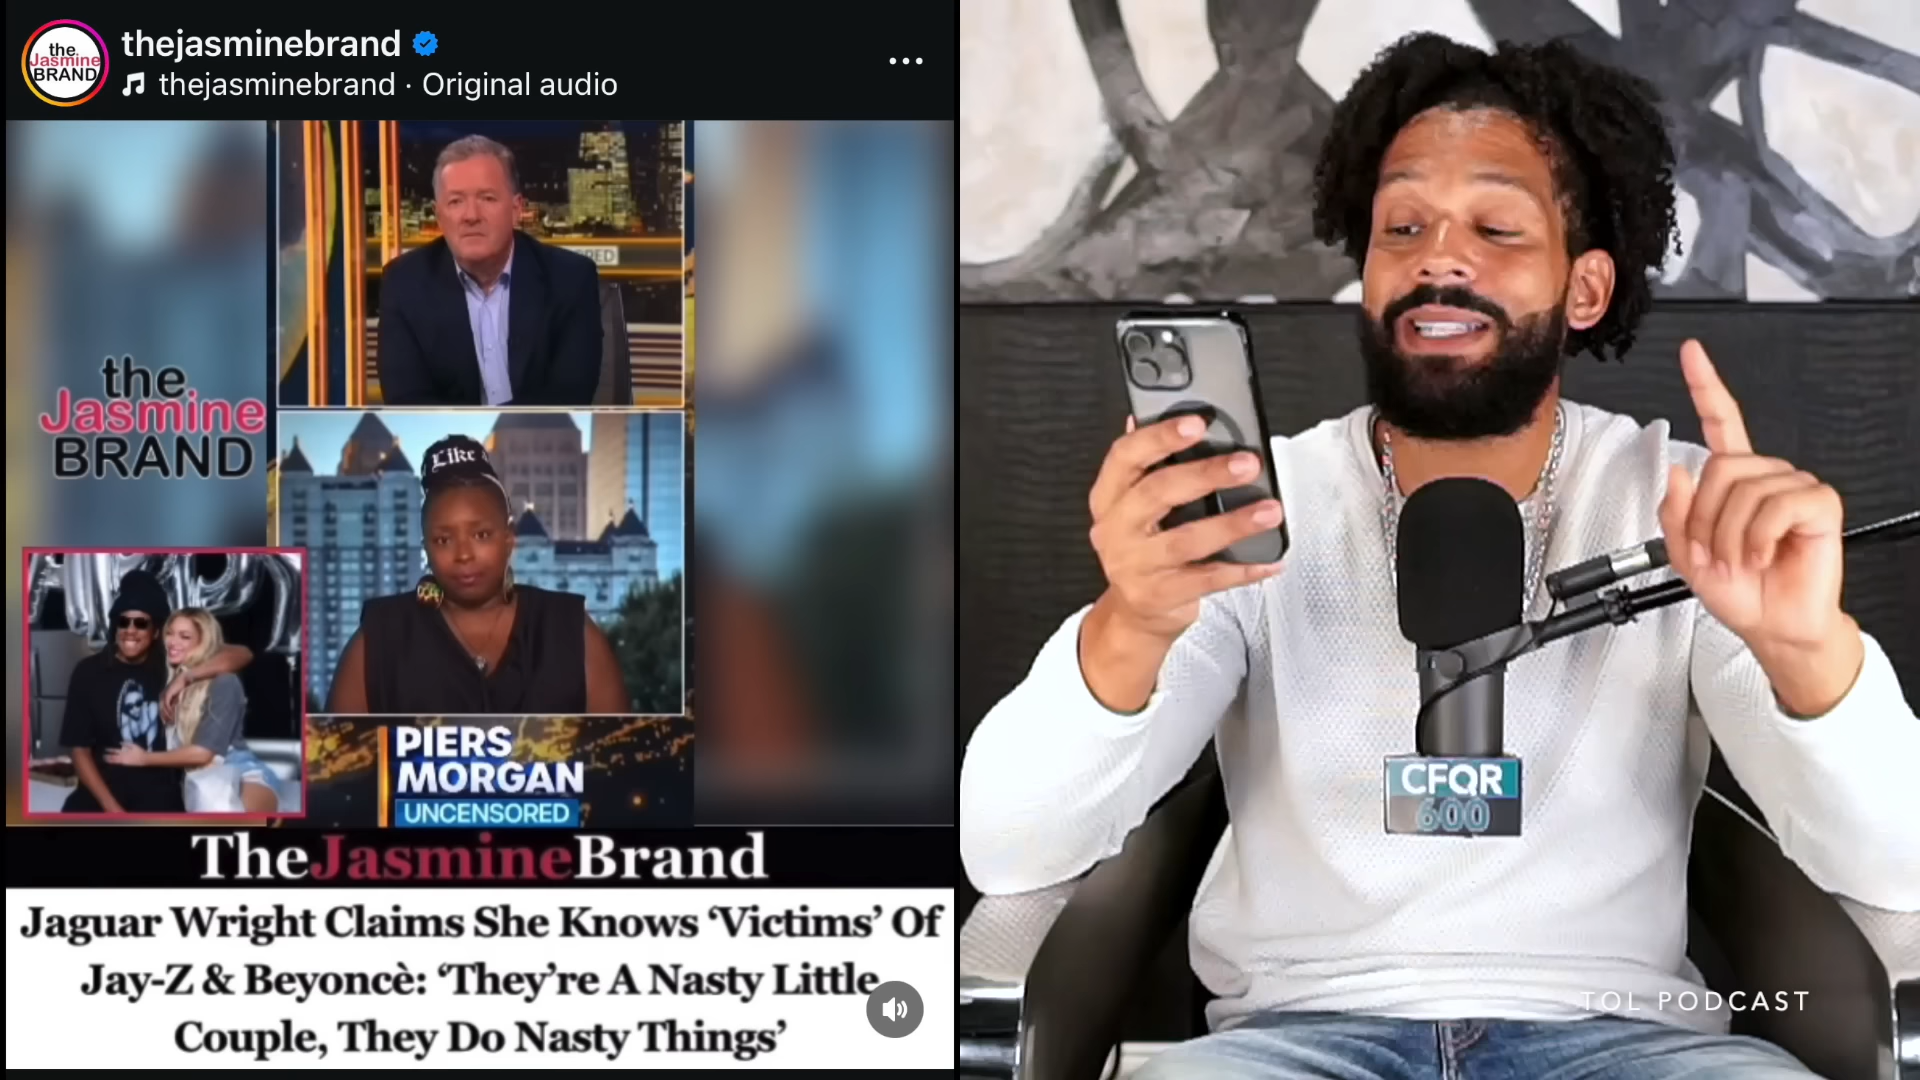 the
Jasmine
BRAND
thejasminebrand
thejasminebrand · Original audio
the
Jasmine
BRAND
Like
PIERS
MORGAN
UNCENSORED
TheJasmineBrand
Jaguar Wright Claims She Knows ‘Victims’ Of
Jay-Z & Beyoncè: ‘They’re A Nasty Little
Couple, They Do Nasty Things’
CFQR
600
TOL PODCAST